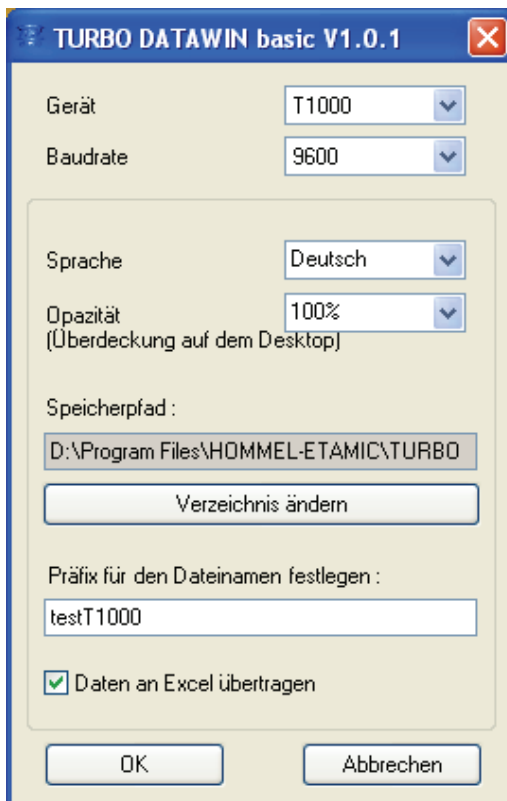 TURBO DATAWIN basic V1.0.1
Gerät T1000
Baudrate 9600
Sprache Deutsch
Opazität 100%
(Überdeckung auf dem Desktop)
Speicherpfad :
D:\Program Files\HOMMEL-ETAMIC\TURBO
Verzeichnis ändern
Präfix für den Dateinamen festlegen :
testT1000
Daten an Excel übertragen
OK Abbrechen